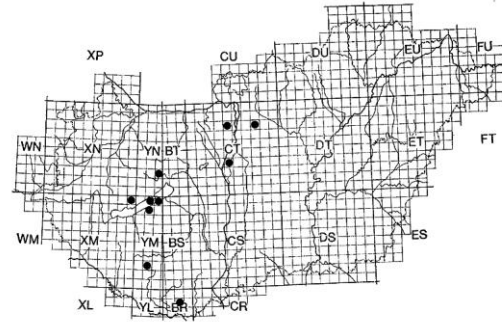 XP CU DU EU FU
WN XN YN BT CT DT ET FT
WM XM YM BS CS DS ES
XL YL BR CR